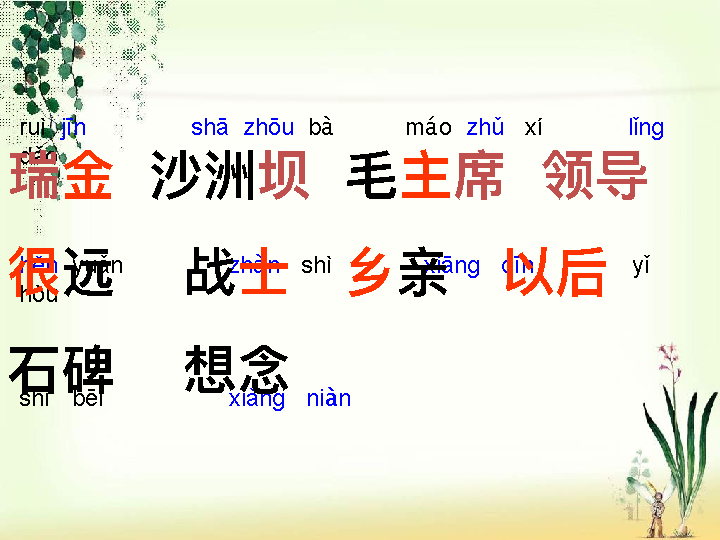 ruì jīn shā zhōu bà máo zhǔ xí lǐng
dǎo
瑞金 沙洲坝 毛主席 领导
hěn yuǎn zhàn shì xiāng qīn yǐ
hòu
很远 战士 乡亲 以后
石碑 想念
shí bēi xiǎng niàn